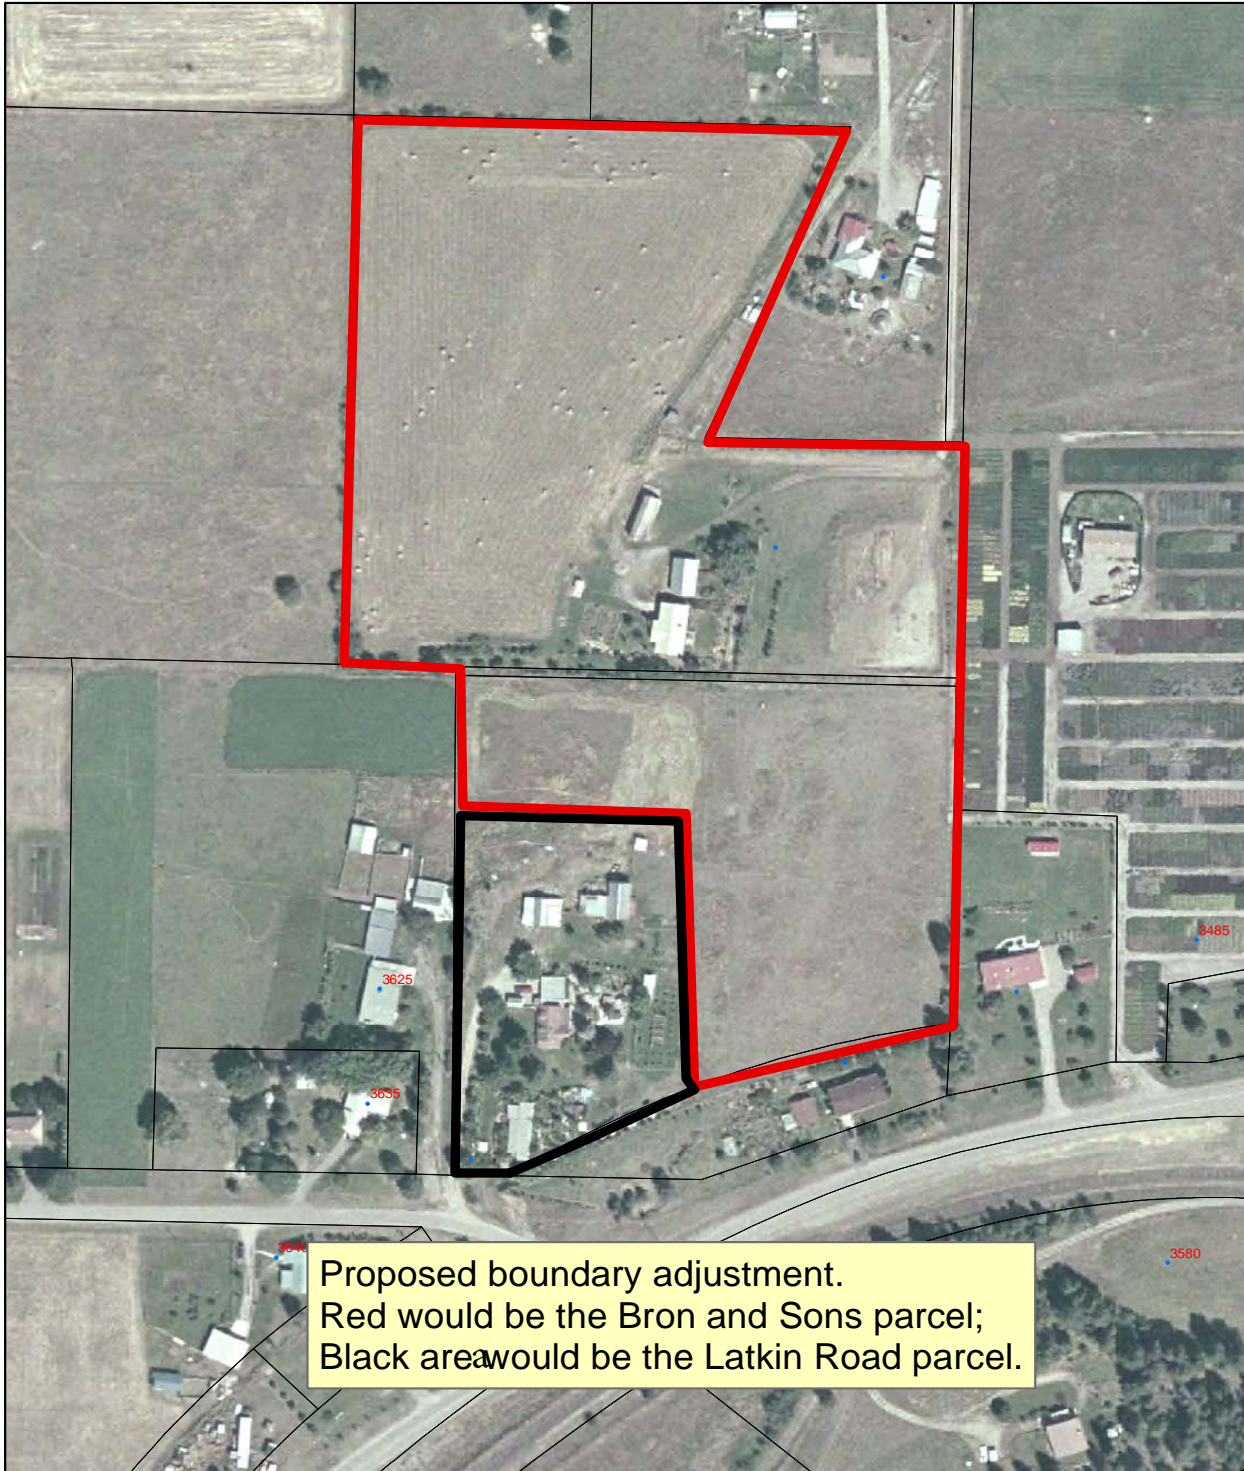 3485
3625
3635
3580
Proposed boundary adjustment.
Red would be the Bron and Sons parcel;
Black area would be the Latkin Road parcel.